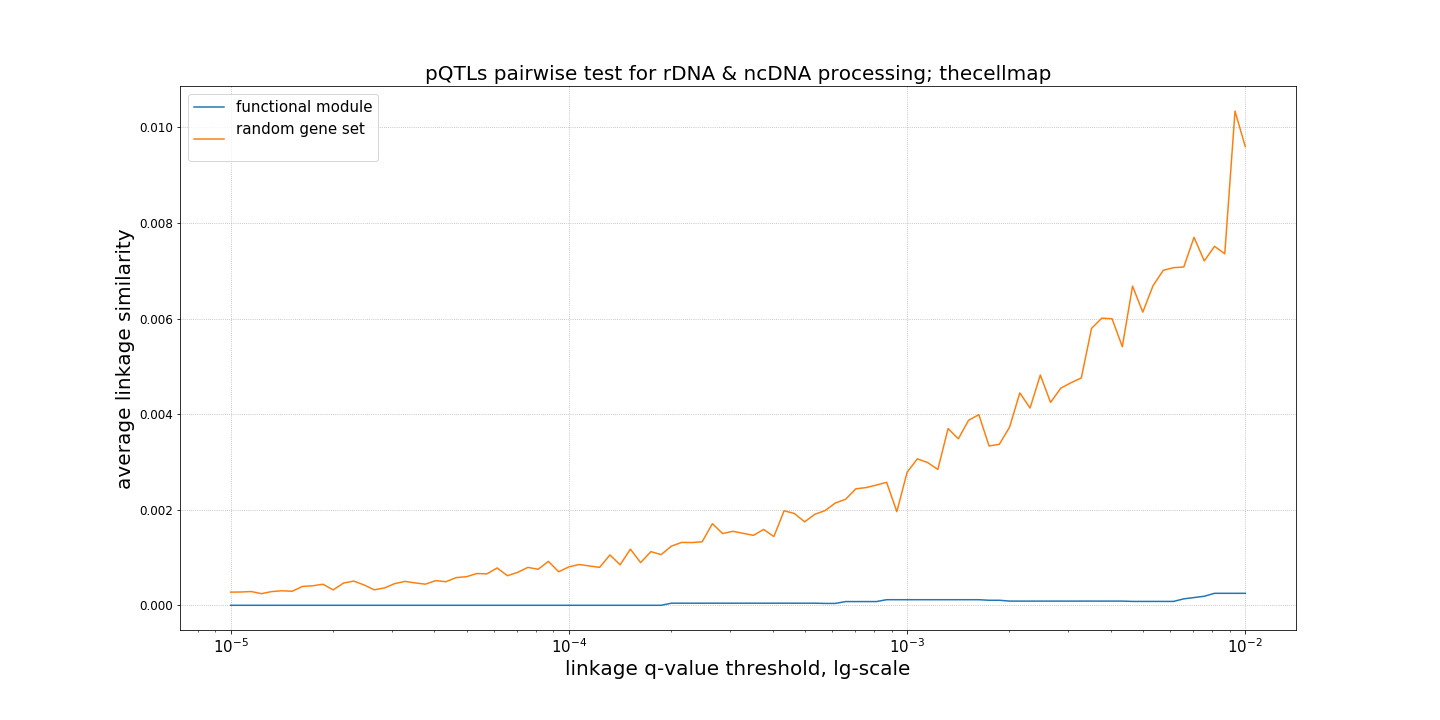 pQTLs pairwise test for rDNA & ncDNA processing; thecellmap
functional module
random gene set
average linkage similarity
0.010
0.008
0.006
0.004
0.002
0.000
10⁻⁵ 10⁻⁴ 10⁻³ 10⁻²
linkage q-value threshold, lg-scale